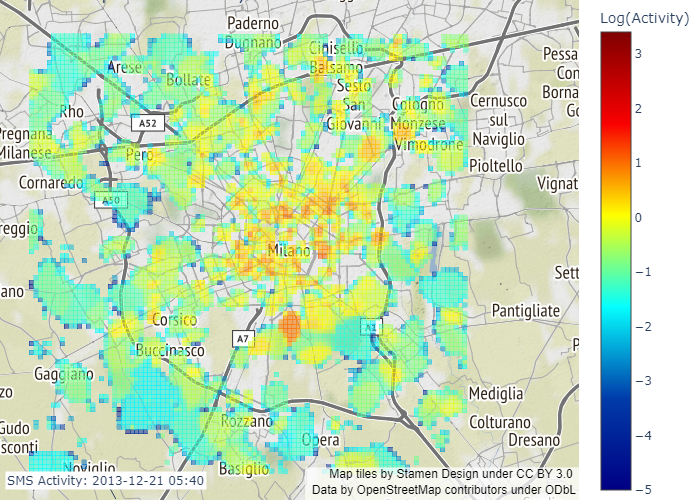 Log(Activity)
3
2
1
0
−1
−2
−3
−4
−5
Paderno
Dugnano
Cinisello
Balsamo
Arese
Bollate
Sesto
San
Giovanni
Cologno
Monzese
Cernusco
sul
Naviglio
Pessa
Con
Borna
Go
Rho
A52
Pregnana
Milanese
Pero
Vimodrone
Pioltello
Cornaredo
Vignat
A50
reggio
Milano
Sett
ano
Pantigliate
Corsico
A7
A1
P
Buccinasco
Gaggiano
zo
Mediglia
Rozzano
Colturano
Gudo
sconti
Opera
Dresano
Noviglio
Basiglio
SMS Activity: 2013-12-21 05:40
Map tiles by Stamen Design under CC BY 3.0
Data by OpenStreetMap contributors under ODbL